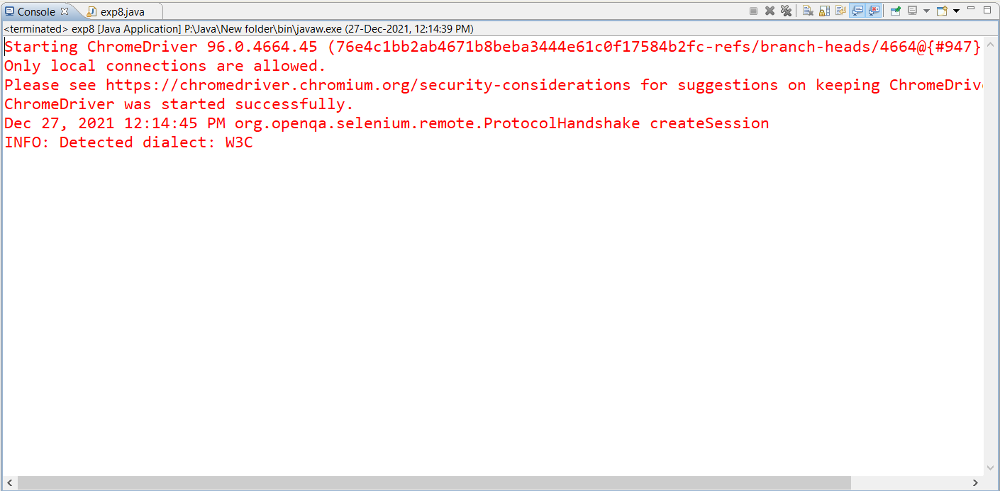 Console exp8.java
<terminated> exp8 [Java Application] P:\Java\New folder\bin\javaw.exe (27-Dec-2021, 12:14:39 PM)
Starting ChromeDriver 96.0.4664.45 (76e4c1bb2ab4671b8beba3444e61c0f17584b2fc-refs/branch-heads/4664@{#947}
Only local connections are allowed.
Please see https://chromedriver.chromium.org/security-considerations for suggestions on keeping ChromeDriv
ChromeDriver was started successfully.
Dec 27, 2021 12:14:45 PM org.openqa.selenium.remote.ProtocolHandshake createSession
INFO: Detected dialect: W3C